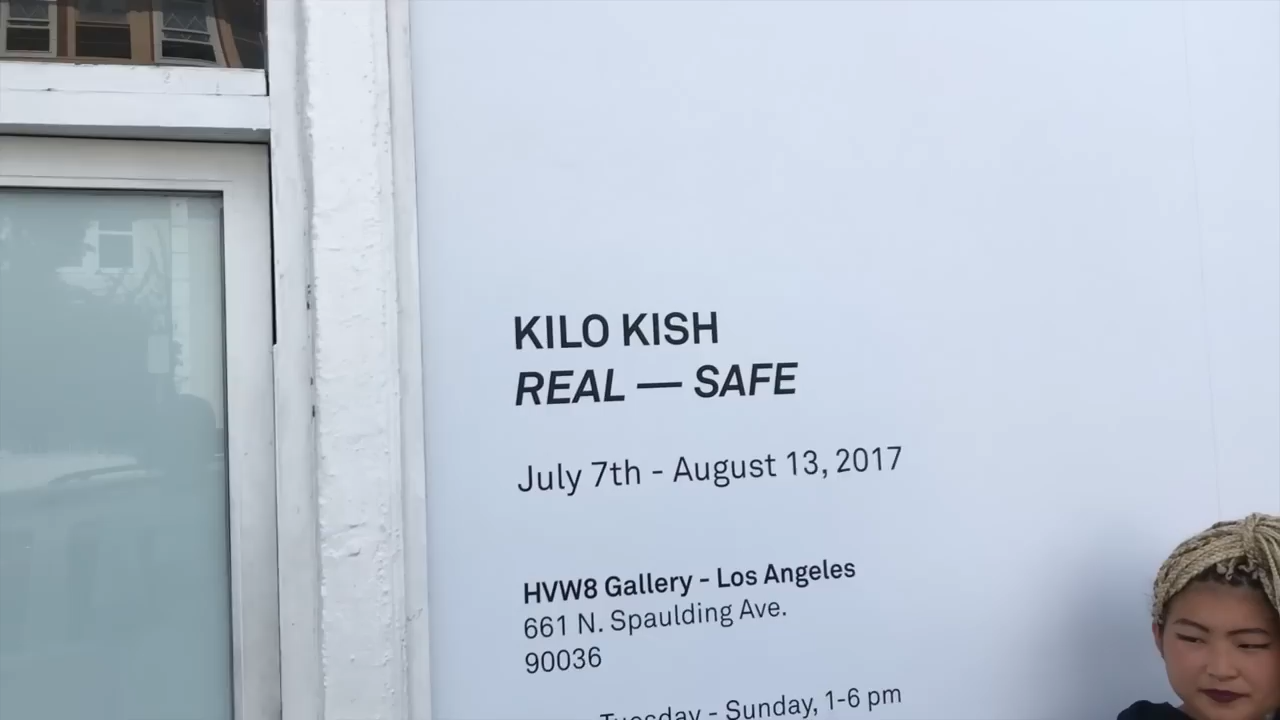 KILO KISH
REAL — SAFE
July 7th - August 13, 2017
HVW8 Gallery - Los Angeles
661 N. Spaulding Ave.
90036
Tuesday - Sunday, 1-6 pm